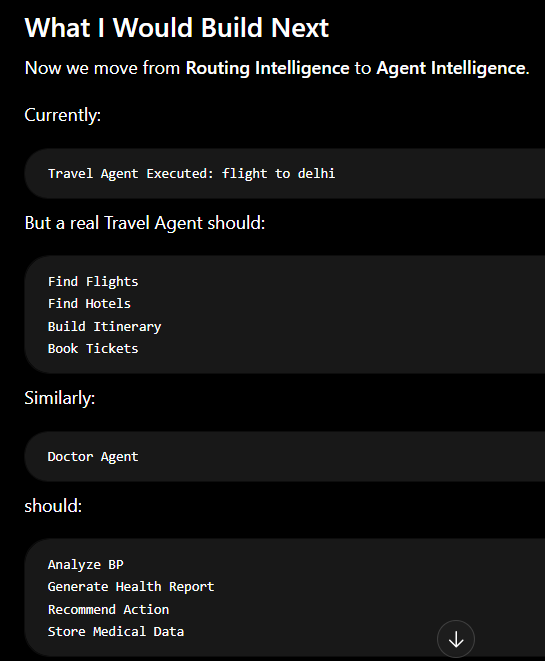 What I Would Build Next
Now we move from Routing Intelligence to Agent Intelligence.
Currently:
Travel Agent Executed: flight to delhi
But a real Travel Agent should:
Find Flights
Find Hotels
Build Itinerary
Book Tickets
Similarly:
Doctor Agent
should:
Analyze BP
Generate Health Report
Recommend Action
Store Medical Data